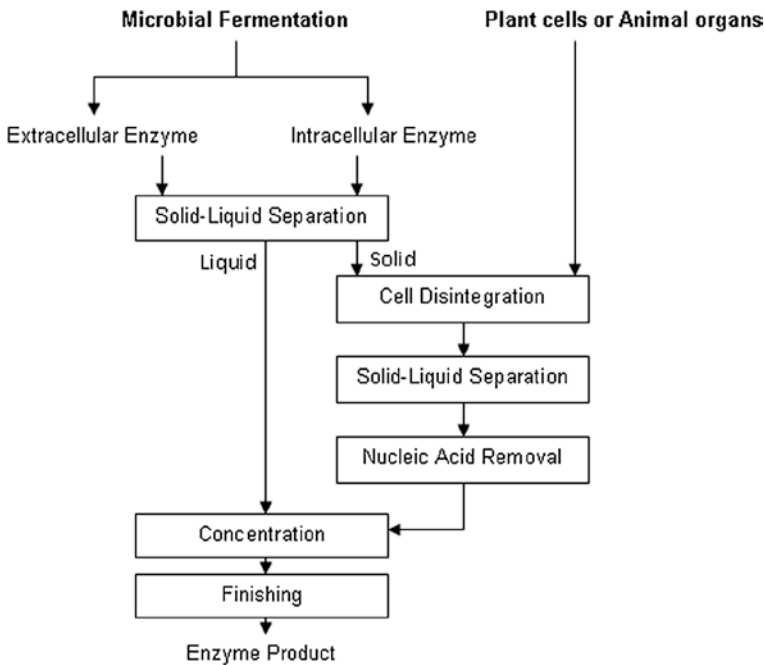 Microbial Fermentation
Plant cells or Animal organs
Extracellular Enzyme
Intracellular Enzyme
Solid-Liquid Separation
Liquid
Solid
Cell Disintegration
Solid-Liquid Separation
Nucleic Acid Removal
Concentration
Finishing
Enzyme Product